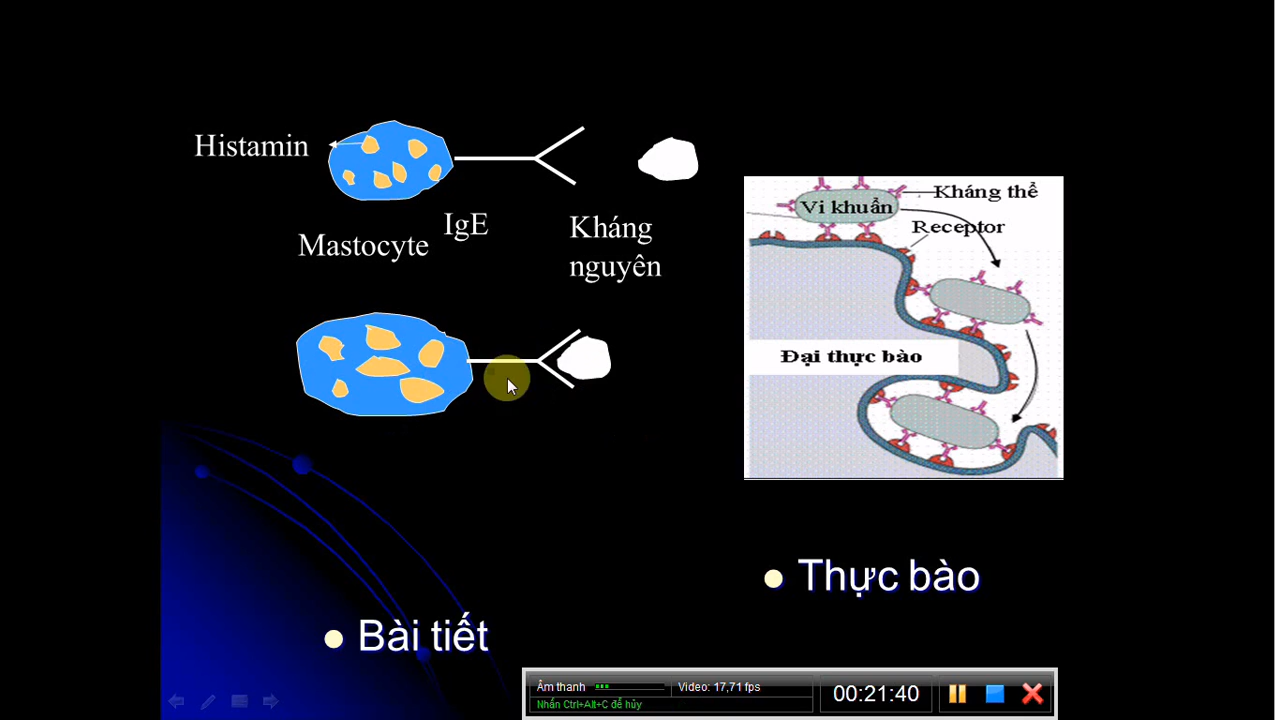 Histamin
Mastocyte
IgE
Kháng
nguyên
Kháng thể
Vi khuẩn
Receptor
Đại thực bào
Thực bào
Bài tiết
Âm thanh
Video: 17,71 fps
Nhấn Ctrl+Alt+C để hủy
00:21:40